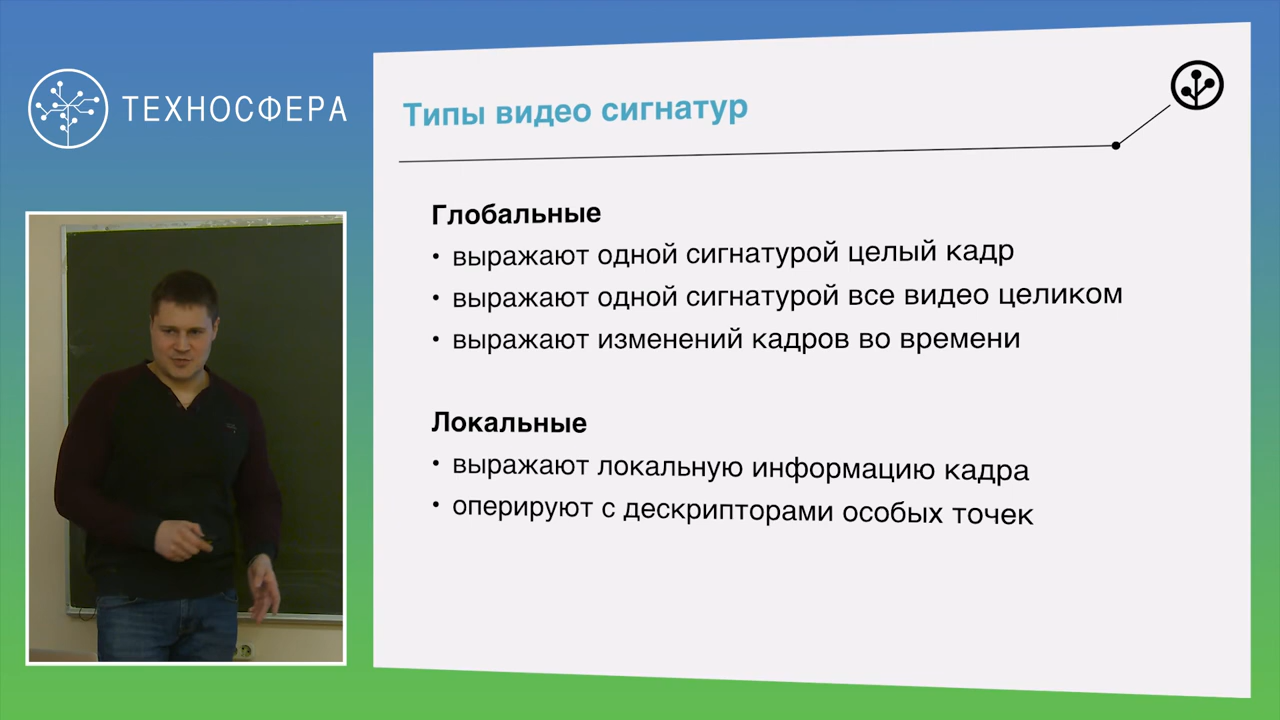 ТЕХНОСФЕРА
Типы видео сигнатур
Глобальные
• выражают одной сигнатурой целый кадр
• выражают одной сигнатурой все видео целиком
• выражают изменений кадров во времени
Локальные
• выражают локальную информацию кадра
• оперируют с дескрипторами особых точек